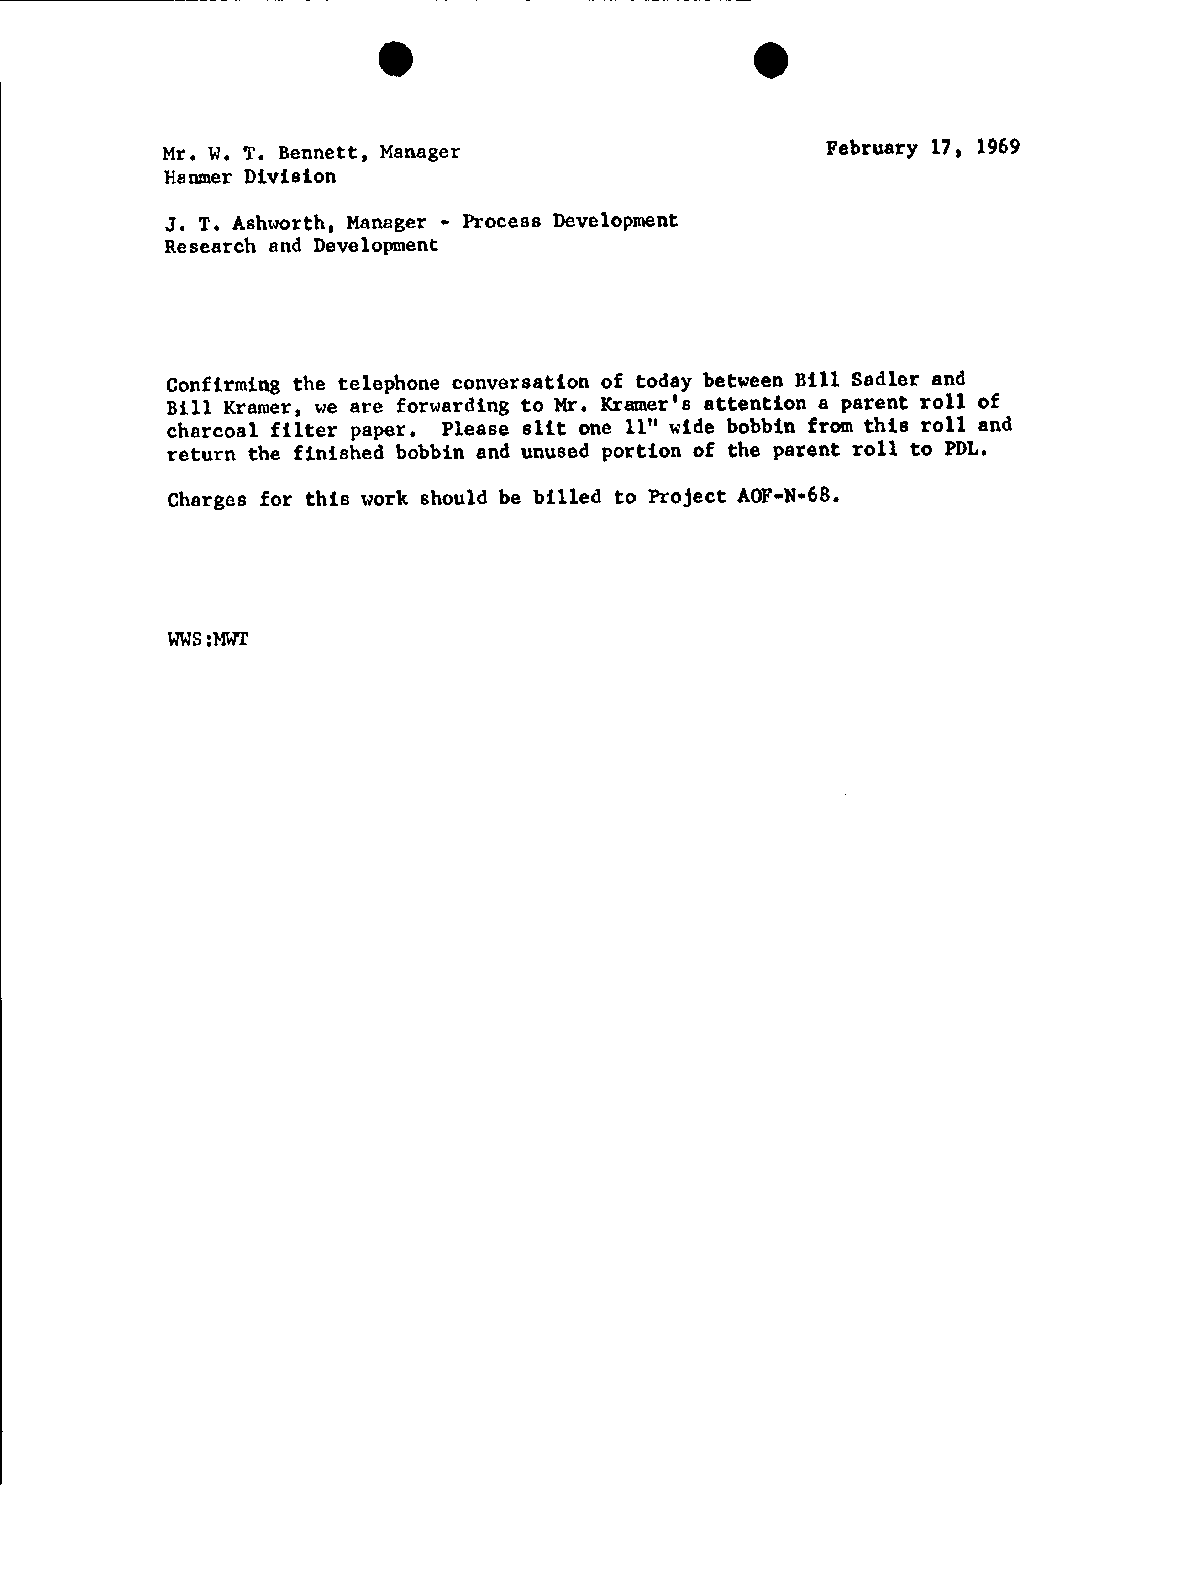 Mr. W. T. Bennett, Manager
February 17, 1969
Hanmer Division
J. T. Ashworth, Manager - Process Development
Research and Development
Confirming the telephone conversation of today between Bill Sadler and
Bill Kramer, we are forwarding to Mr. Kramer's attention a parent roll of
charcoal filter paper. Please slit one 11" wide bobbin from this roll and
return the finished bobbin and unused portion of the parent roll to PDL.
Charges for this work should be billed to Project AOF-N-68.
WWS:MWT